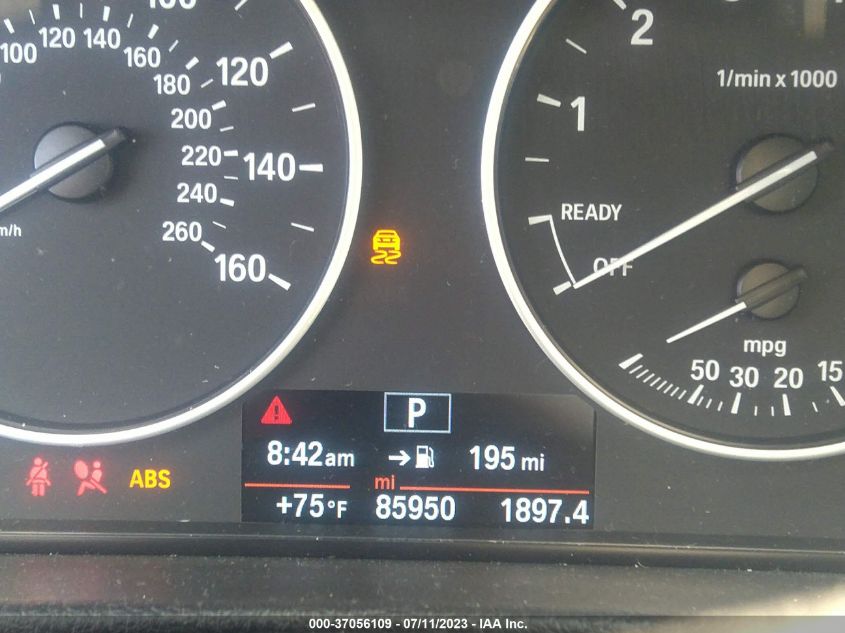 100 120 140 160 180 200 220 240 260
120 140 160
m/h
2
1
1/min x 1000
READY
OFF
mpg
50 30 20 15
P
8:42am 195 mi
mi
+75°F 85950 1897.4
ABS
000-37056109 - 07/11/2023 - IAA Inc.